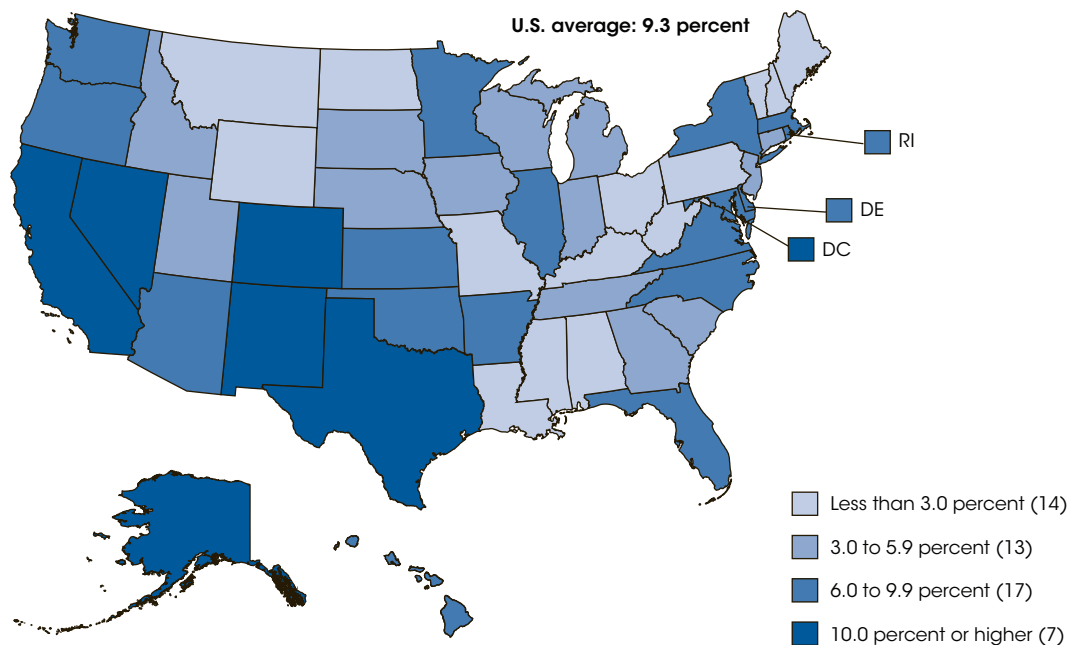 U.S. average: 9.3 percent
RI
DE
DC
Less than 3.0 percent (14)
3.0 to 5.9 percent (13)
6.0 to 9.9 percent (17)
10.0 percent or higher (7)